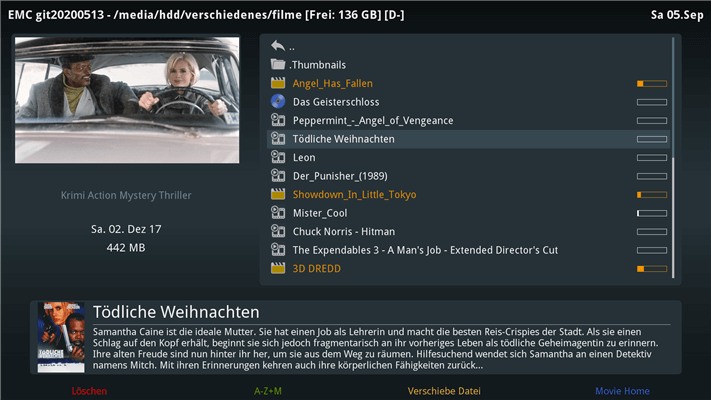 EMC git20200513 - /media/hdd/verschiedenes/filme [Frei: 136 GB] [D-]
Sa 05.Sep
..
.Thumbnails
Angel_Has_Fallen
Das Geisterschloss
Peppermint_-_Angel_of_Vengeance
Tödliche Weihnachten
Leon
Der_Punisher_(1989)
Showdown_In_Little_Tokyo
Mister_Cool
Chuck Norris - Hitman
The Expendables 3 - A Man's Job - Extended Director's Cut
3D DREDD
Krimi Action Mystery Thriller
Sa. 02. Dez 17
442 MB
TÖDLICHE
Tödliche Weihnachten
Samantha Caine ist die ideale Mutter. Sie hat einen Job als Lehrerin und macht die besten Reis-Crispies der Stadt. Als sie einen
Schlag auf den Kopf erhält, beginnt sie sich jedoch fragmentarisch an ihr vorheriges Leben als tödliche Geheimagentin zu erinnern.
Ihre alten Freude sind nun hinter ihr her, um sie aus dem Weg zu räumen. Hilfesuchend wendet sich Samantha an einen Detektiv
namens Mitch. Mit ihren Erinnerungen kehren auch ihre körperlichen Fähigkeiten zurück...
Löschen
A-Z+M
Verschiebe Datei
Movie Home